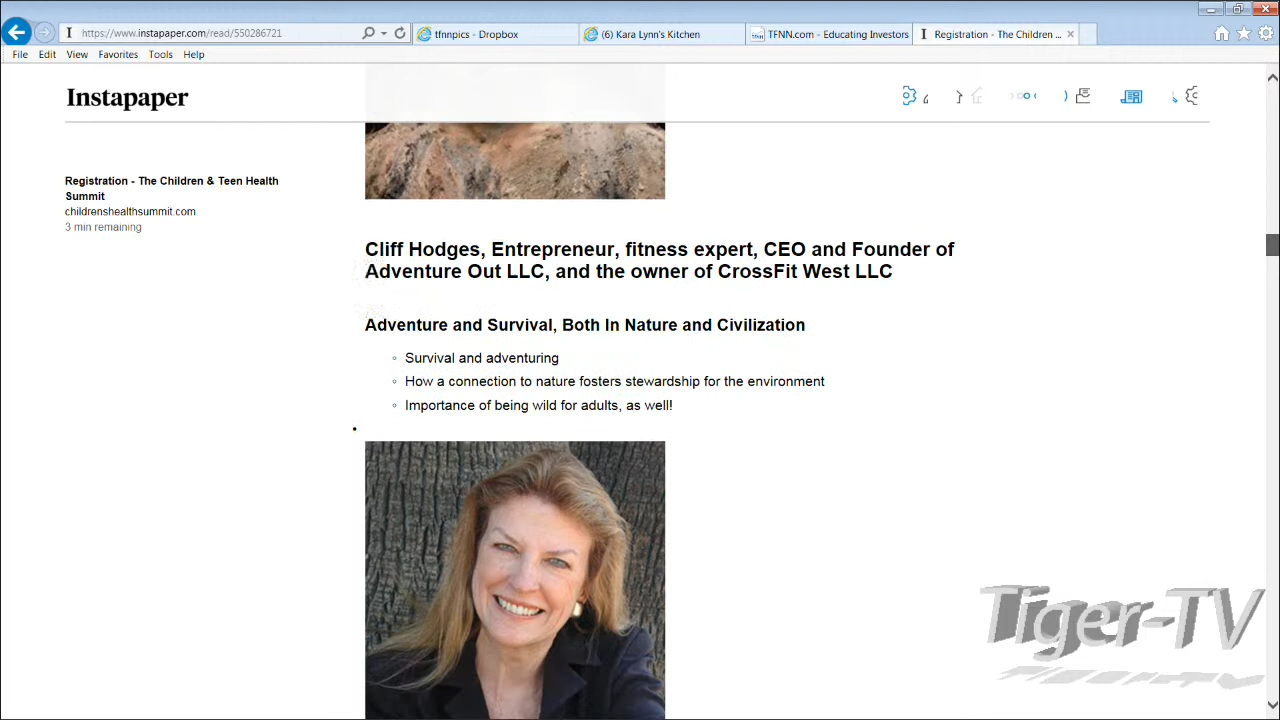 https://www.instapaper.com/read/550286721
tfnnpics - Dropbox
(6) Kara Lynn's Kitchen
TFNN.com - Educating Investors
Registration - The Children ...
File Edit View Favorites Tools Help
Instapaper
Registration - The Children & Teen Health
Summit
childrenshealthsummit.com
3 min remaining
Cliff Hodges, Entrepreneur, fitness expert, CEO and Founder of
Adventure Out LLC, and the owner of CrossFit West LLC
Adventure and Survival, Both In Nature and Civilization
Survival and adventuring
How a connection to nature fosters stewardship for the environment
Importance of being wild for adults, as well!
Tiger-TV